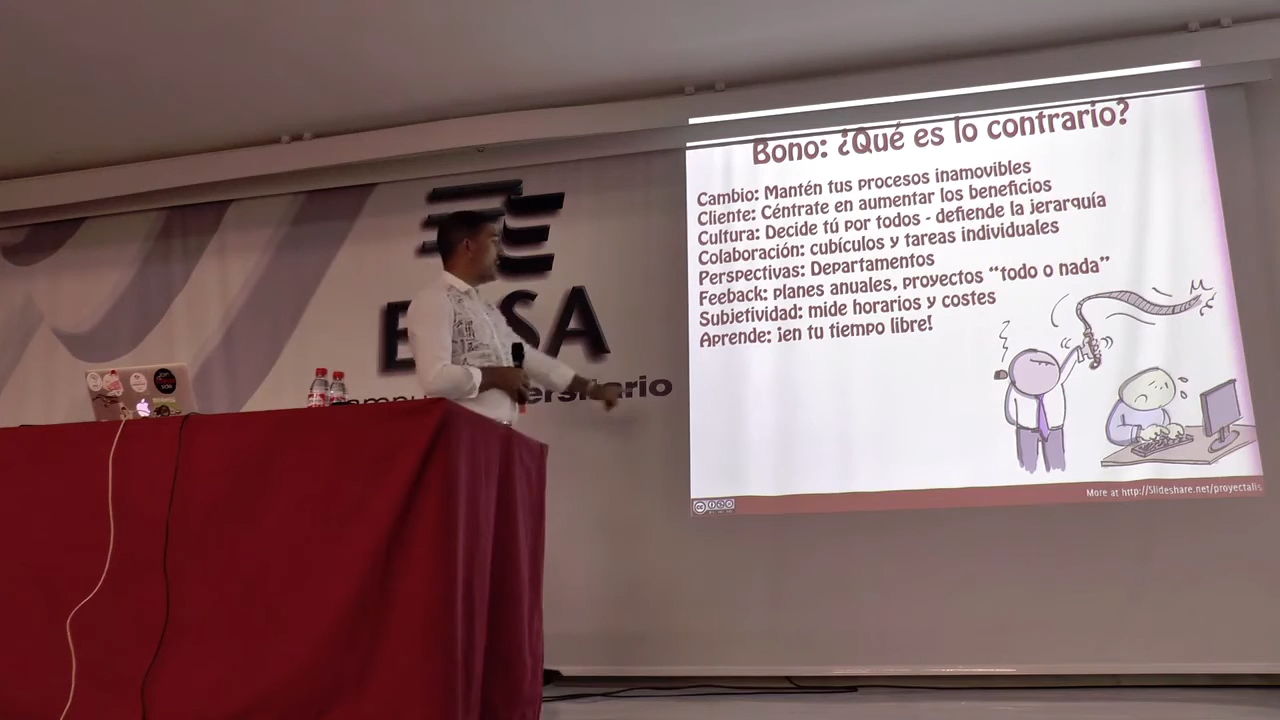 Bono: ¿Qué es lo contrario?
Cambio: Mantén tus procesos inamovibles
Cliente: Céntrate en aumentar los beneficios
Cultura: Decide tú por todos - defiende la jerarquía
Colaboración: cubículos y tareas individuales
Perspectivas: Departamentos
Feeback: planes anuales, proyectos “todo o nada”
Subjetividad: mide horarios y costes
Aprende: ¡en tu tiempo libre!
More at http://Slideshare.net/proyectalis